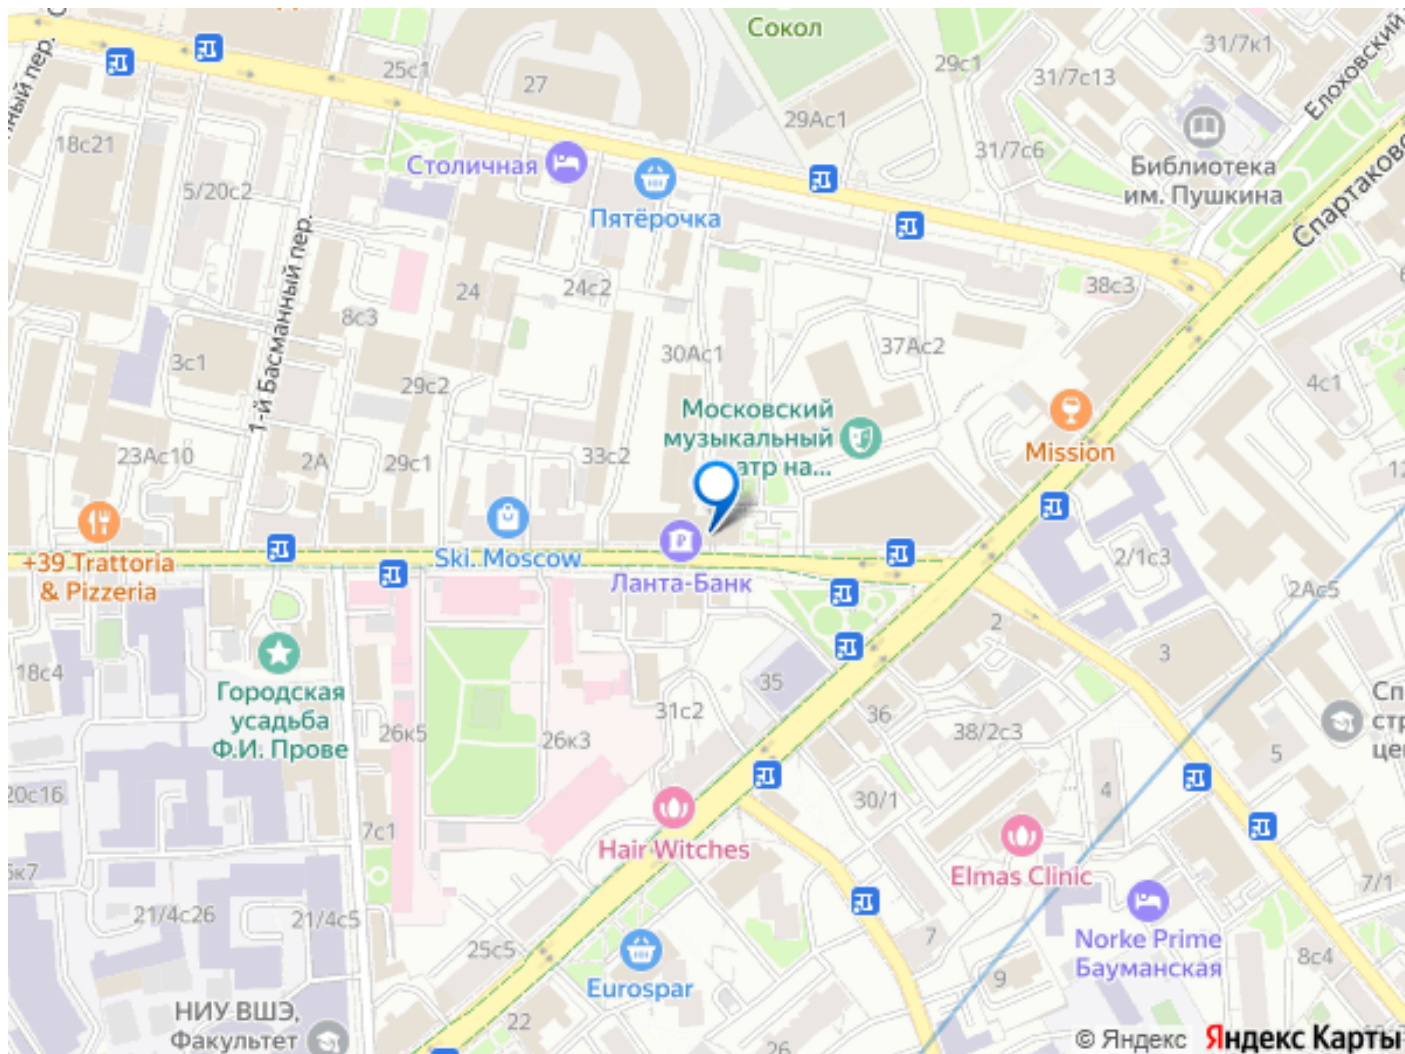 Сокол
31/7к1
Елоховский
25с1
27
29с1
31/7с13
29Ас1
18с21
31/7с6
Библиотека
им. Пушкина
Столичная
5/20с2
Пятёрочка
1-й Басманный пер.
24
24с2
38с3
8с3
3с1
30Ас1
37Ас2
29с2
4с1
Московский
музыкальный
атр на...
Mission
23Ас10
2А
29с1
33с2
+39 Trattoria
& Pizzeria
Ski. Moscow
Ланта-Банк
2/1с3
2Ас5
2
3
18с4
Городская
усадьба
Ф.И. Прове
35
31с2
36
38/2с3
26к5
26к3
5
20с16
7с1
30/1
4
Hair Witches
Elmas Clinic
7/1
21/4с26
21/4с5
25с5
7
Norke Prime
Бауманская
8с4
Eurospar
9
НИУ ВШЭ,
Факультет
22
26
© Яндекс Яндекс Карты